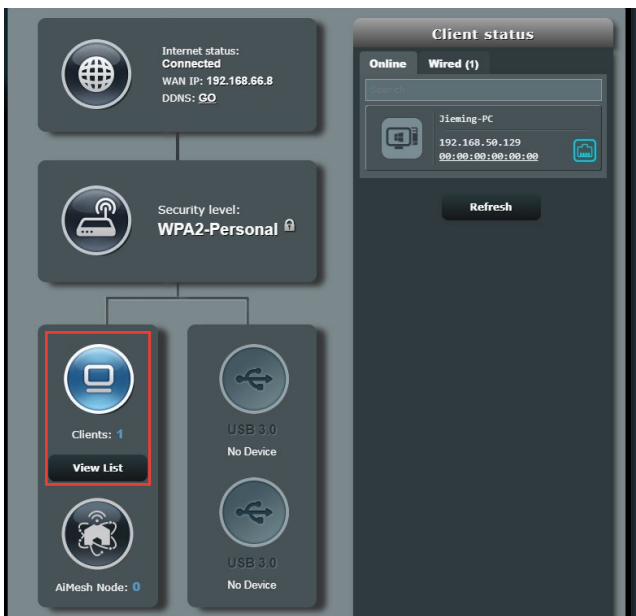 Internet status:
Connected
WAN IP: 192.168.66.8
DDNS: GO
Security level:
WPA2-Personal
Clients: 1
View List
AiMesh Node: 0
USB 3.0
No Device
USB 3.0
No Device
Client status
Online Wired (1)
Search
Jieming-PC
192.168.50.129
00:00:00:00:00:00
Refresh